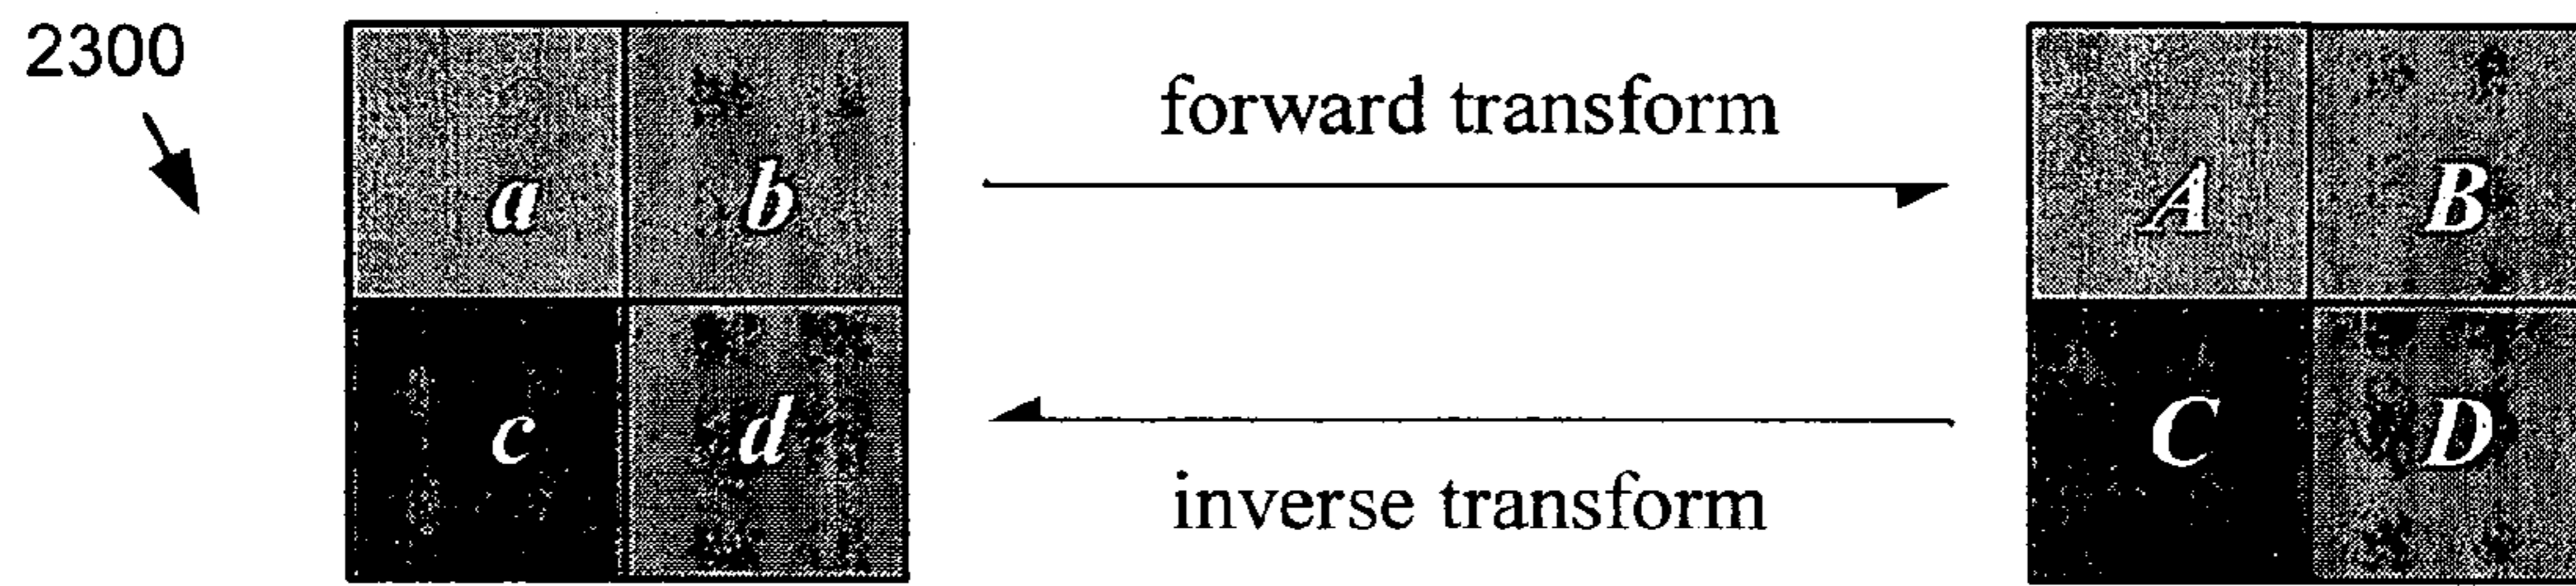 2300
forward transform
a b A B
c d C D
inverse transform